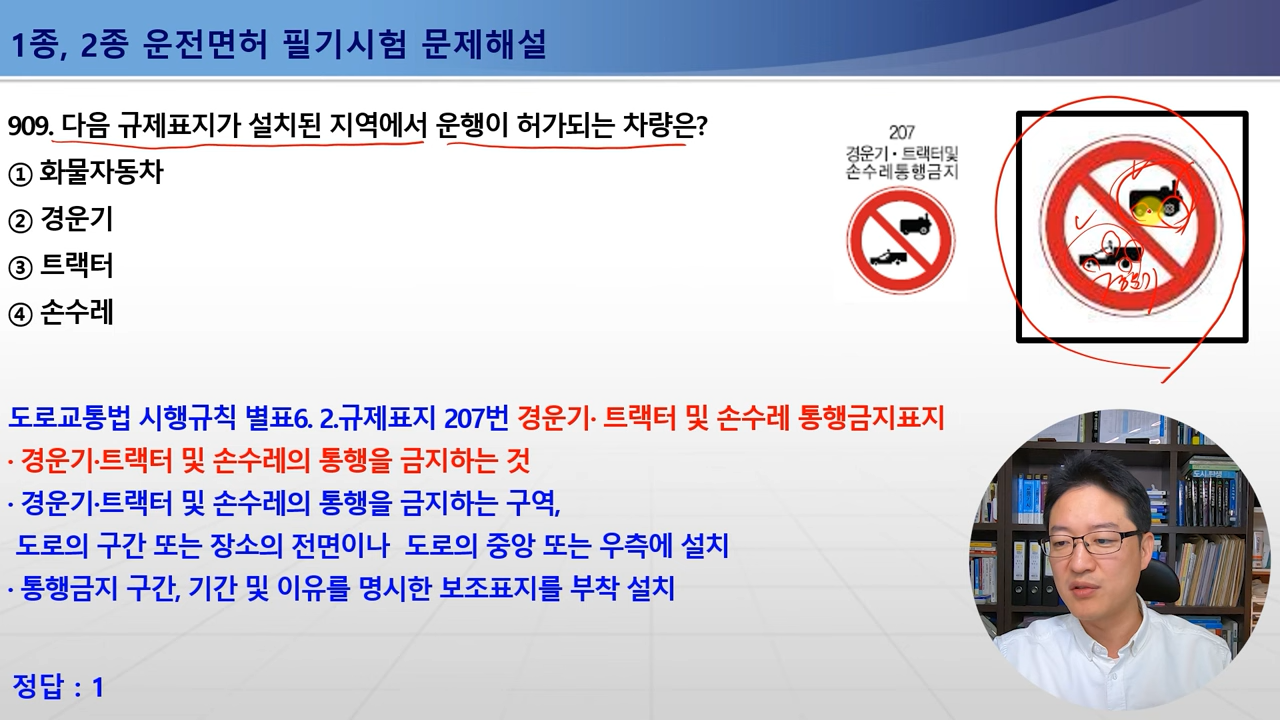 1종, 2종 운전면허 필기시험 문제해설
909. 다음 규제표지가 설치된 지역에서 운행이 허가되는 차량은?
① 화물자동차
② 경운기
③ 트랙터
④ 손수레
207
경운기・트랙터및
손수레통행금지
경운기
도로교통법 시행규칙 별표6. 2.규제표지 207번 경운기· 트랙터 및 손수레 통행금지표지
· 경운기·트랙터 및 손수레의 통행을 금지하는 것
· 경운기·트랙터 및 손수레의 통행을 금지하는 구역,
도로의 구간 또는 장소의 전면이나 도로의 중앙 또는 우측에 설치
· 통행금지 구간, 기간 및 이유를 명시한 보조표지를 부착 설치
정답 : 1